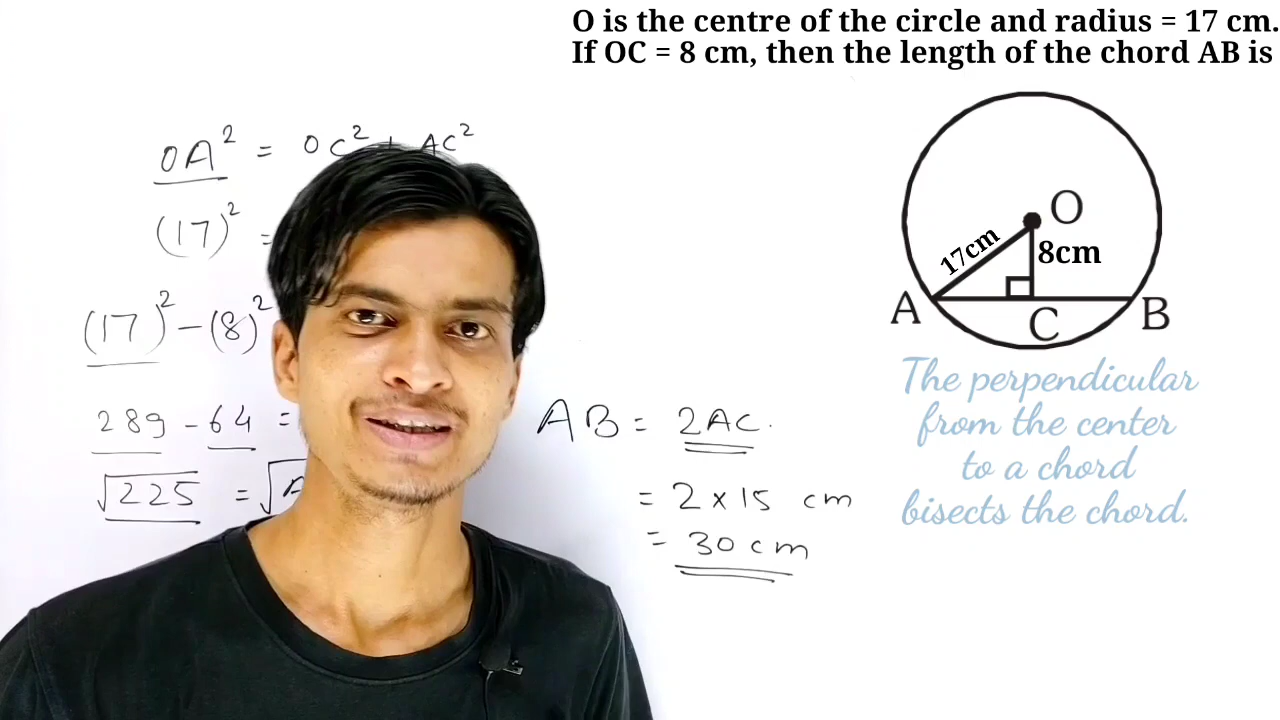 O is the centre of the circle and radius = 17 cm.
If OC = 8 cm, then the length of the chord AB is
OA² = OC² + AC²
(17)² =
(17)² - (8)²
289 - 64 =
√225 = √A
AB = 2AC.
= 2 x 15 cm
= 30 cm
O
17cm
8cm
A
C
B
The perpendicular
from the center
to a chord
bisects the chord.